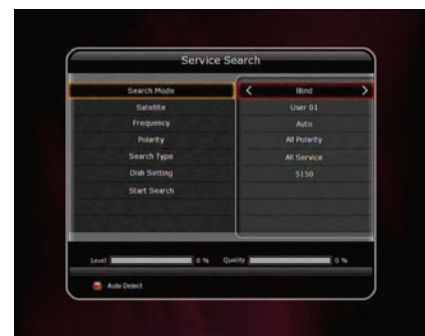 Service Search
Search Mode < Blind >
Satellite User 01
Frequency Auto
Polarity All Polarity
Search Type All Service
Dish Setting 5150
Start Search
Level 0 % Quality 0 %
Auto Detect